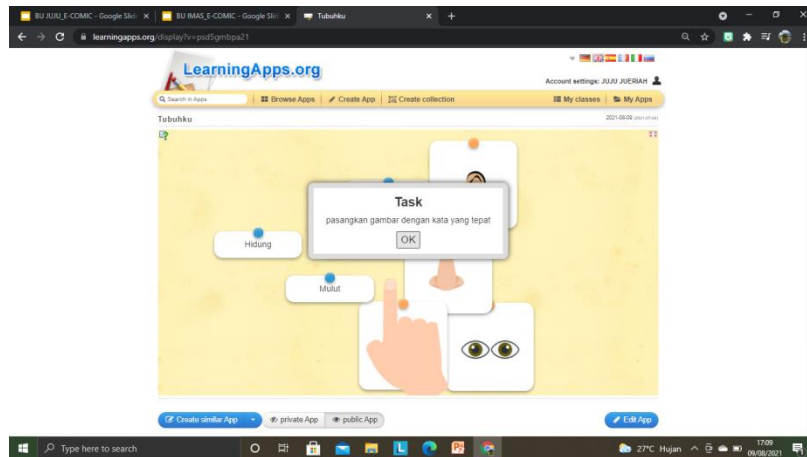 BU JUJU_E-COMIC - Google Slid
BU IMAS_E-COMIC - Google Slid
Tubuhku
learningapps.org/display?v=psd5gmbpa21
LearningApps.org
Account settings: JUJU JUERIAH
Search in Apps
Browse Apps
Create App
Create collection
My classes
My Apps
Tubuhku
2021-08-09
Task
pasangkan gambar dengan kata yang tepat
OK
Hidung
Mulut
Create similar App
private App
public App
Edit App
Type here to search
27°C Hujan
17:09
09/08/2021